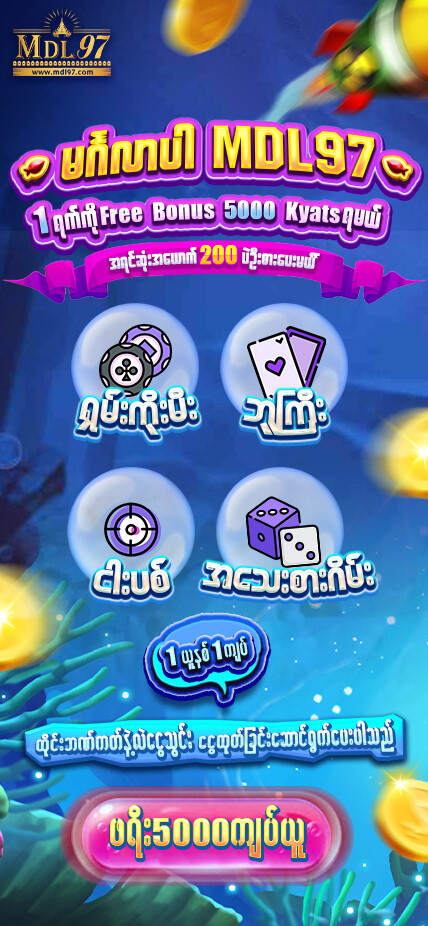 MDL97
www.mdl97.com
မင်္ဂလာပါ MDL97
1 ရက်ကို Free Bonus 5000 Kyats ရမယ်
အရင်ဆုံးအယောက် 200 ပဲဦးစားပေးမယ်
ရှမ်းကိုးမီး
ဘူကြီး
ငါးပစ်
အသေးစားဂိမ်း
1 ယူနစ် 1 ကျပ်
ထိုင်းဘဏ်ကတ်နဲ့လဲငွေသွင်း ငွေထုတ်ခြင်းဆောင်ရွက်ပေးပါသည်
ဖရီး5000ကျပ်ယူ